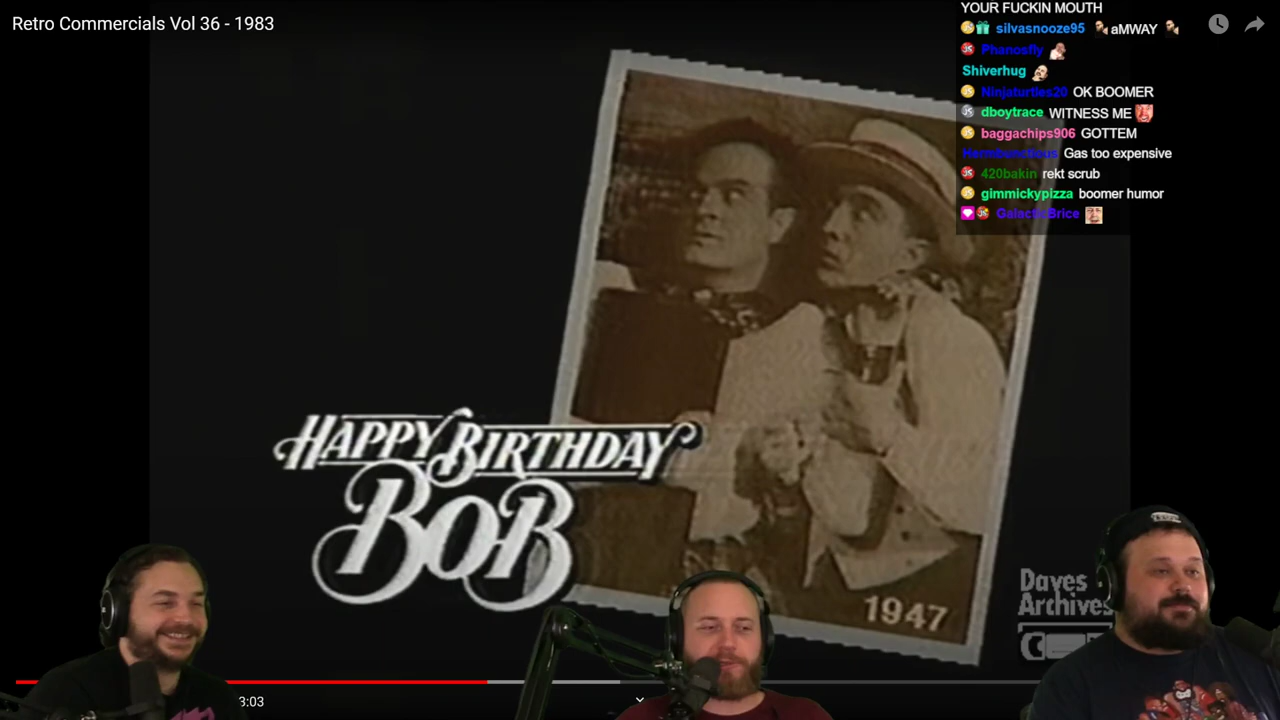 Retro Commercials Vol 36 - 1983
YOUR FUCKIN MOUTH
silvasnooze95 aMWAY
Phanosfly
Shiverhug
Ninjaturtles20 OK BOOMER
dboytrace WITNESS ME
baggachips906 GOTTEM
Gas too expensive
420bakin rekt scrub
gimmickypizza boomer humor
GalacticBrice
HAPPY BIRTHDAY
BOB
1947
Daves
Archives
3:03